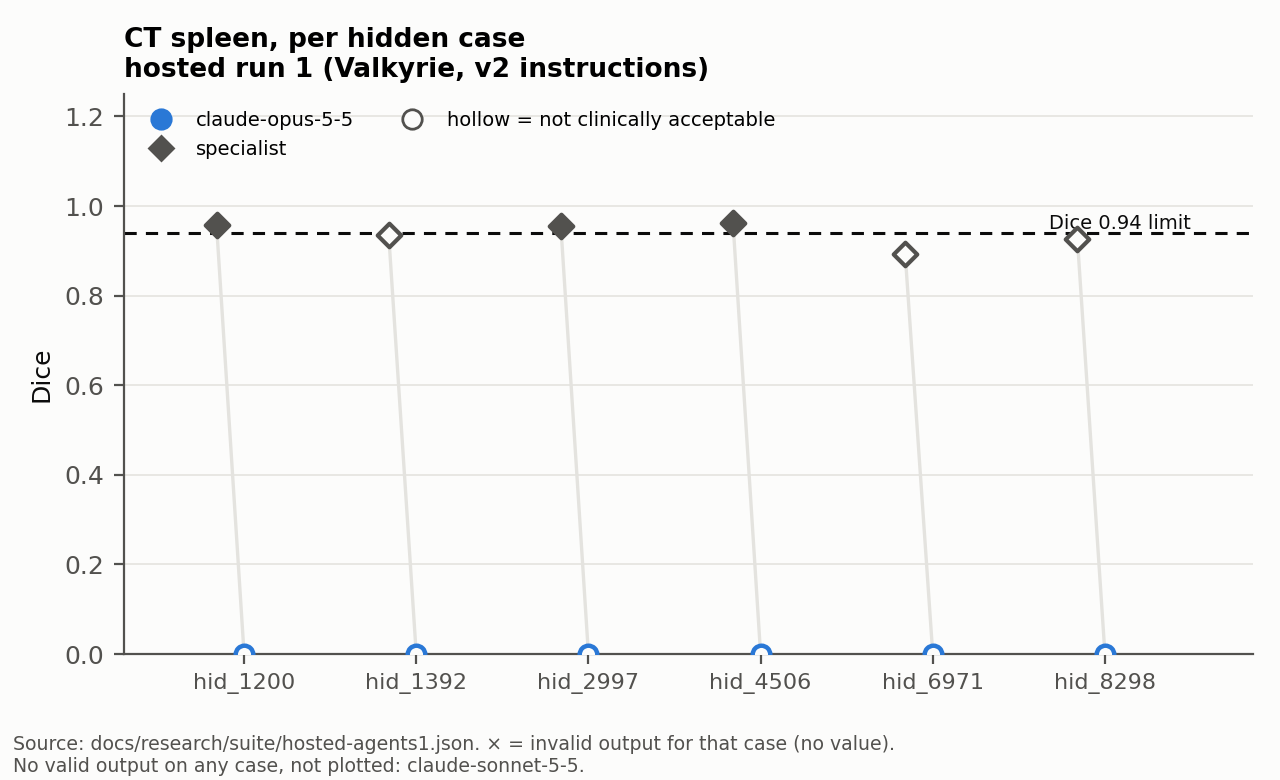 CT spleen, per hidden case
hosted run 1 (Valkyrie, v2 instructions)
claude-opus-5-5
hollow = not clinically acceptable
specialist
Dice 0.94 limit
1.2
1.0
0.8
0.6
0.4
0.2
0.0
Dice
hid_1200
hid_1392
hid_2997
hid_4506
hid_6971
hid_8298
Source: docs/research/suite/hosted-agents1.json. × = invalid output for that case (no value).
No valid output on any case, not plotted: claude-sonnet-5-5.